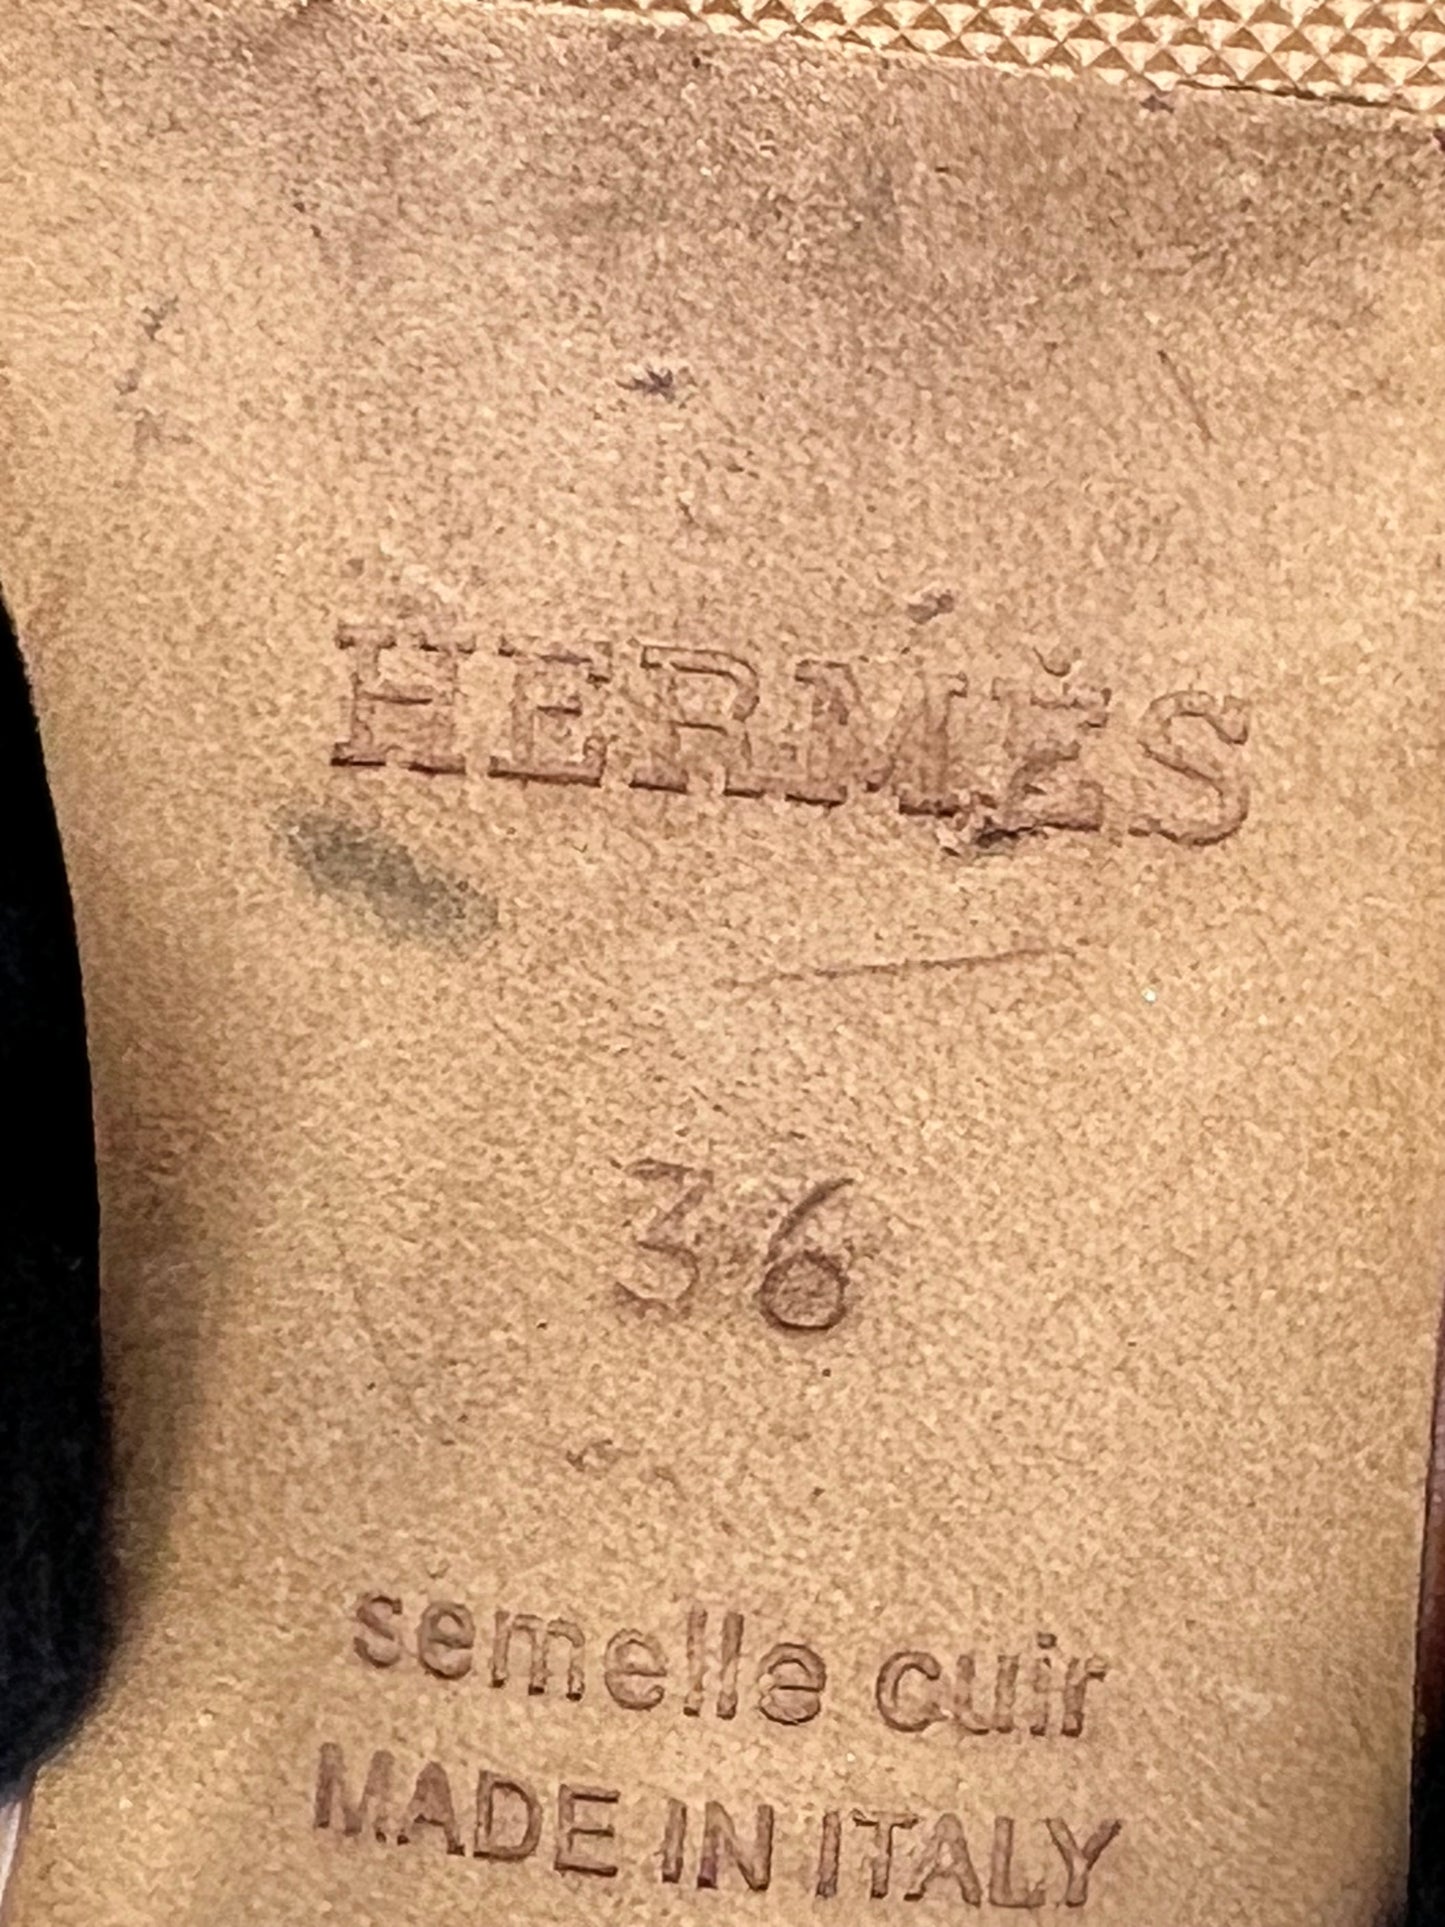 HERMÈS
36
semelle cuir
MADE IN ITALY